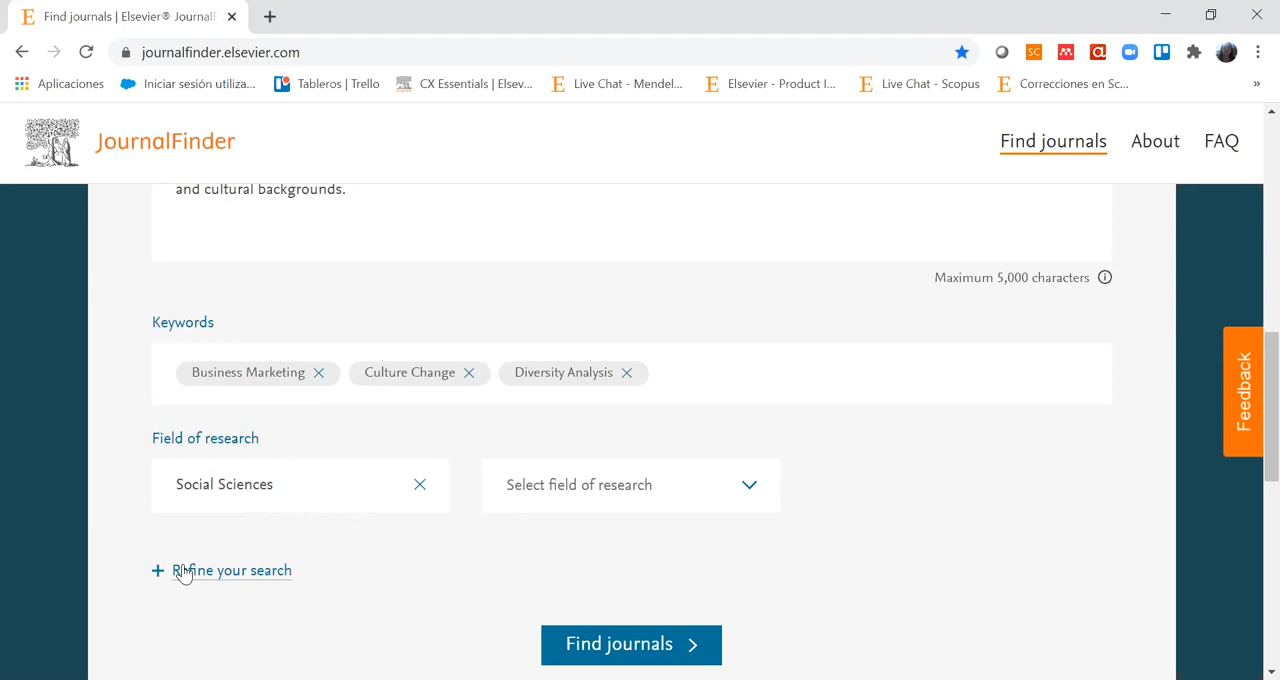 Find journals | Elsevier® JournalF
journalfinder.elsevier.com
Aplicaciones Iniciar sesión utiliza... Tableros | Trello CX Essentials | Elsev... Live Chat - Mendel... Elsevier - Product I... Live Chat - Scopus Correcciones en Sc... »
JournalFinder Find journals About FAQ
and cultural backgrounds.
Maximum 5,000 characters
Keywords
Business Marketing Culture Change Diversity Analysis
Feedback
Field of research
Social Sciences Select field of research
+ Refine your search
Find journals